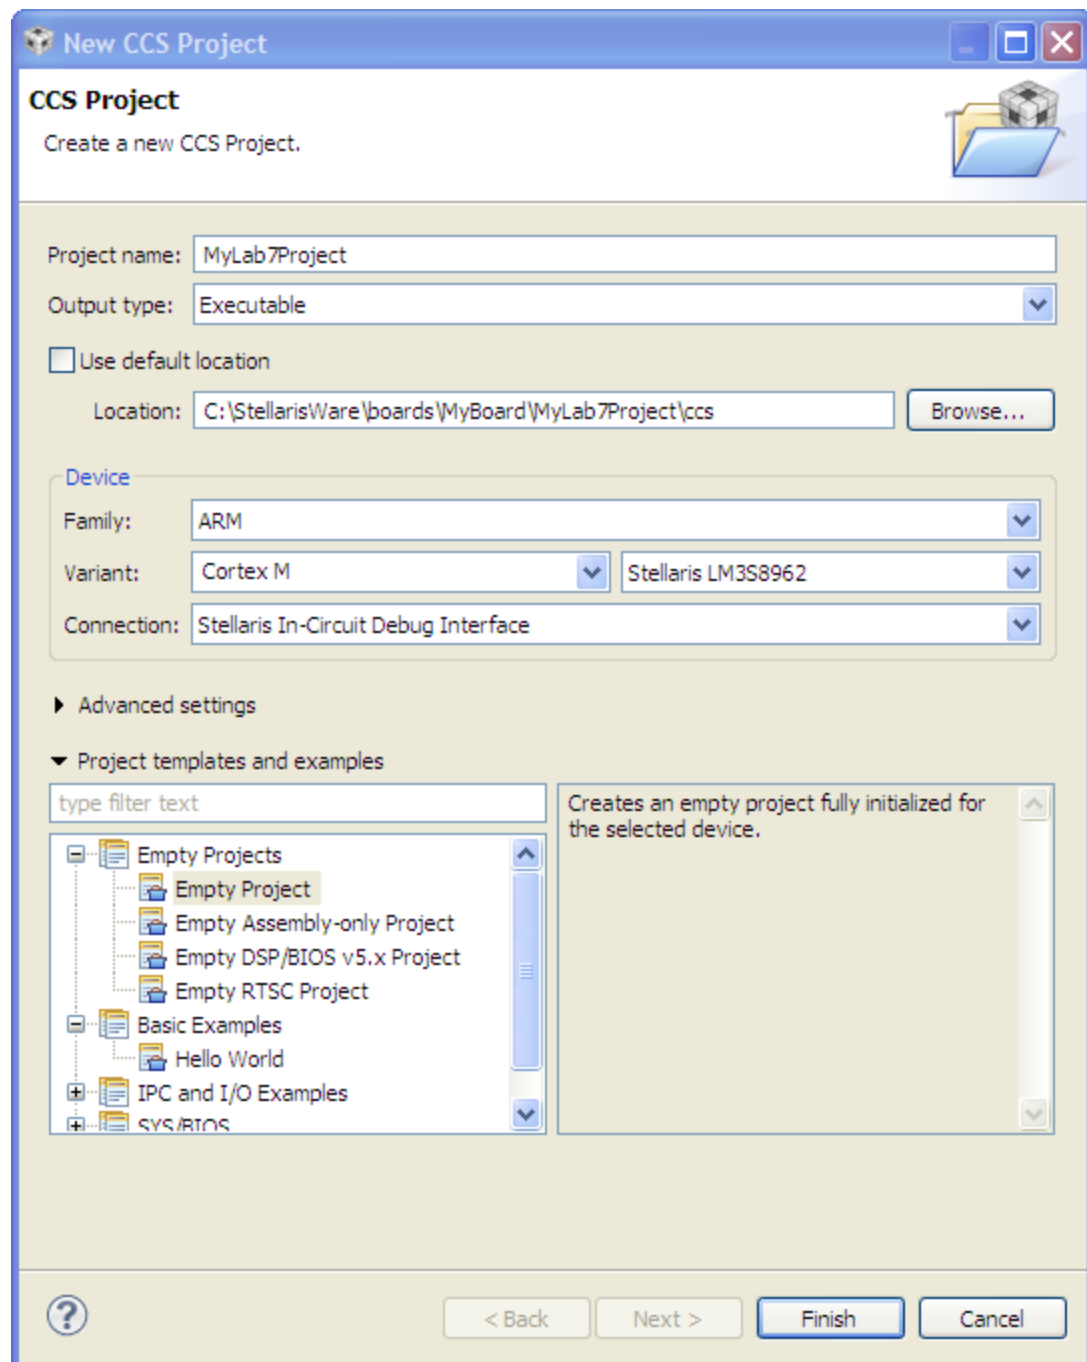 New CCS Project
CCS Project
Create a new CCS Project.
Project name: MyLab7Project
Output type: Executable
Use default location
Location: C:\StellarisWare\boards\MyBoard\MyLab7Project\ccs Browse...
Device
Family: ARM
Variant: Cortex M Stellaris LM3S8962
Connection: Stellaris In-Circuit Debug Interface
Advanced settings
Project templates and examples
type filter text
Creates an empty project fully initialized for
the selected device.
Empty Projects
Empty Project
Empty Assembly-only Project
Empty DSP/BIOS v5.x Project
Empty RTSC Project
Basic Examples
Hello World
IPC and I/O Examples
SYS/BIOS
< Back Next > Finish Cancel